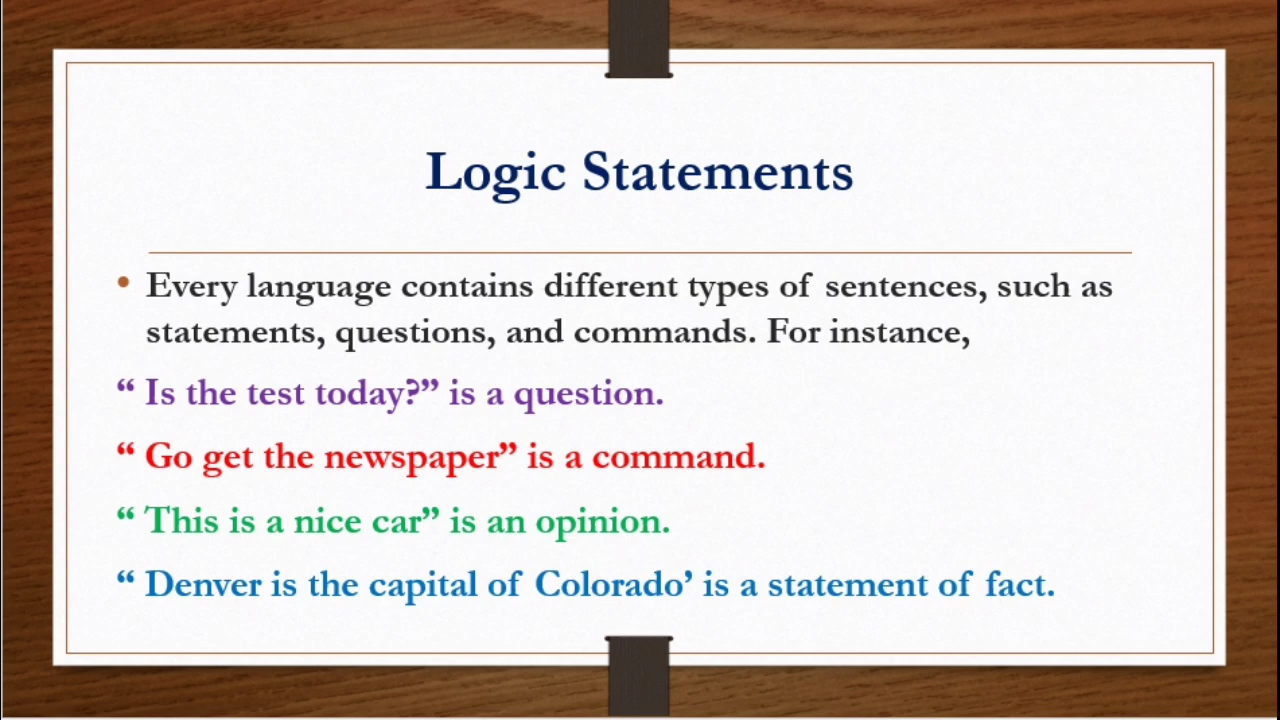 Logic Statements
• Every language contains different types of sentences, such as
statements, questions, and commands. For instance,
“ Is the test today?” is a question.
“ Go get the newspaper” is a command.
“ This is a nice car” is an opinion.
“ Denver is the capital of Colorado’ is a statement of fact.